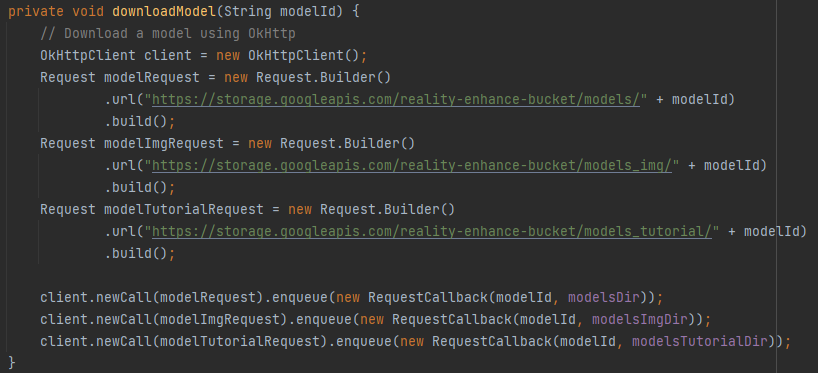 private void downloadModel(String modelId) {
// Download a model using OkHttp
OkHttpClient client = new OkHttpClient();
Request modelRequest = new Request.Builder()
.url("https://storage.googleapis.com/reality-enhance-bucket/models/" + modelId)
.build();
Request modelImgRequest = new Request.Builder()
.url("https://storage.googleapis.com/reality-enhance-bucket/models_img/" + modelId)
.build();
Request modelTutorialRequest = new Request.Builder()
.url("https://storage.googleapis.com/reality-enhance-bucket/models_tutorial/" + modelId)
.build();
client.newCall(modelRequest).enqueue(new RequestCallback(modelId, modelsDir));
client.newCall(modelImgRequest).enqueue(new RequestCallback(modelId, modelsImgDir));
client.newCall(modelTutorialRequest).enqueue(new RequestCallback(modelId, modelsTutorialDir));
}